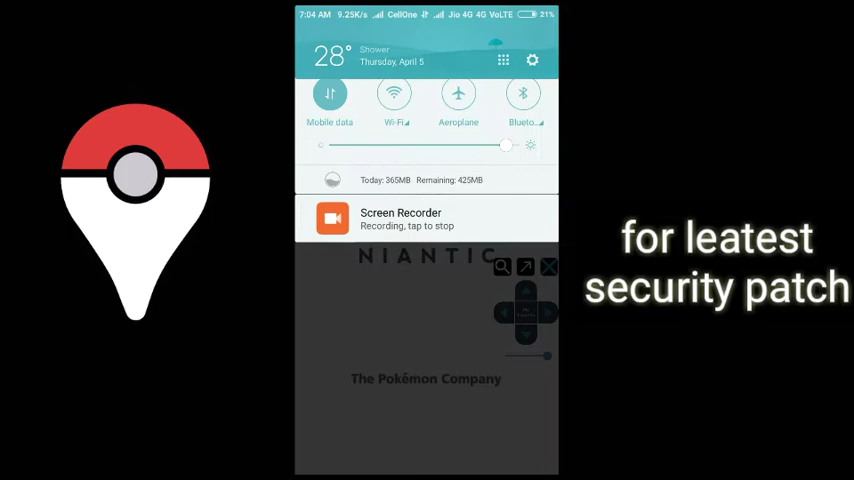 7:04 AM 9.25K/s CellOne Jio 4G 4G VoLTE 21%
28° Shower
Thursday, April 5
Mobile data Wi-Fi Aeroplane Blueto...
Today: 365MB Remaining: 425MB
Screen Recorder
Recording, tap to stop
NIANTIC
The Pokémon Company
for leatest
security patch